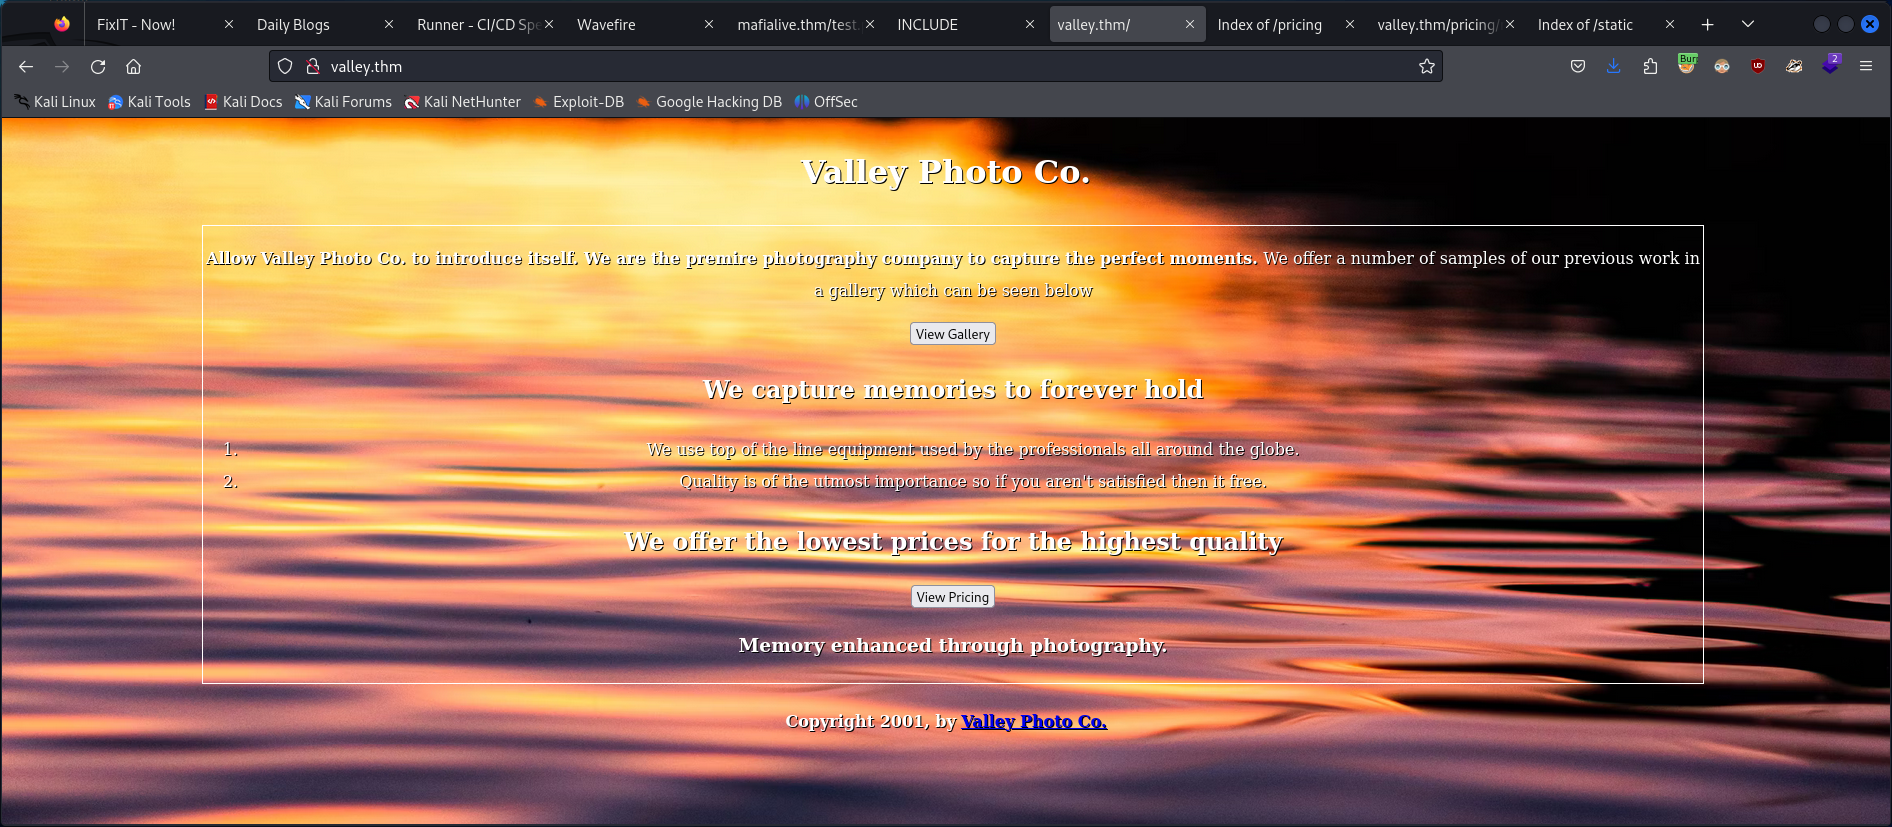 FixIT - Now!
Daily Blogs
Runner - CI/CD Spe
Wavefire
mafialive.thm/test.
INCLUDE
valley.thm/
Index of /pricing
valley.thm/pricing/
Index of /static
valley.thm
Bur
2
Kali Linux
Kali Tools
Kali Docs
Kali Forums
Kali NetHunter
Exploit-DB
Google Hacking DB
OffSec
Valley Photo Co.
Allow Valley Photo Co. to introduce itself. We are the premire photography company to capture the perfect moments. We offer a number of samples of our previous work in
a gallery which can be seen below
View Gallery
We capture memories to forever hold
1. We use top of the line equipment used by the professionals all around the globe.
2. Quality is of the utmost importance so if you aren't satisfied then it free.
We offer the lowest prices for the highest quality
View Pricing
Memory enhanced through photography.
Copyright 2001, by Valley Photo Co.